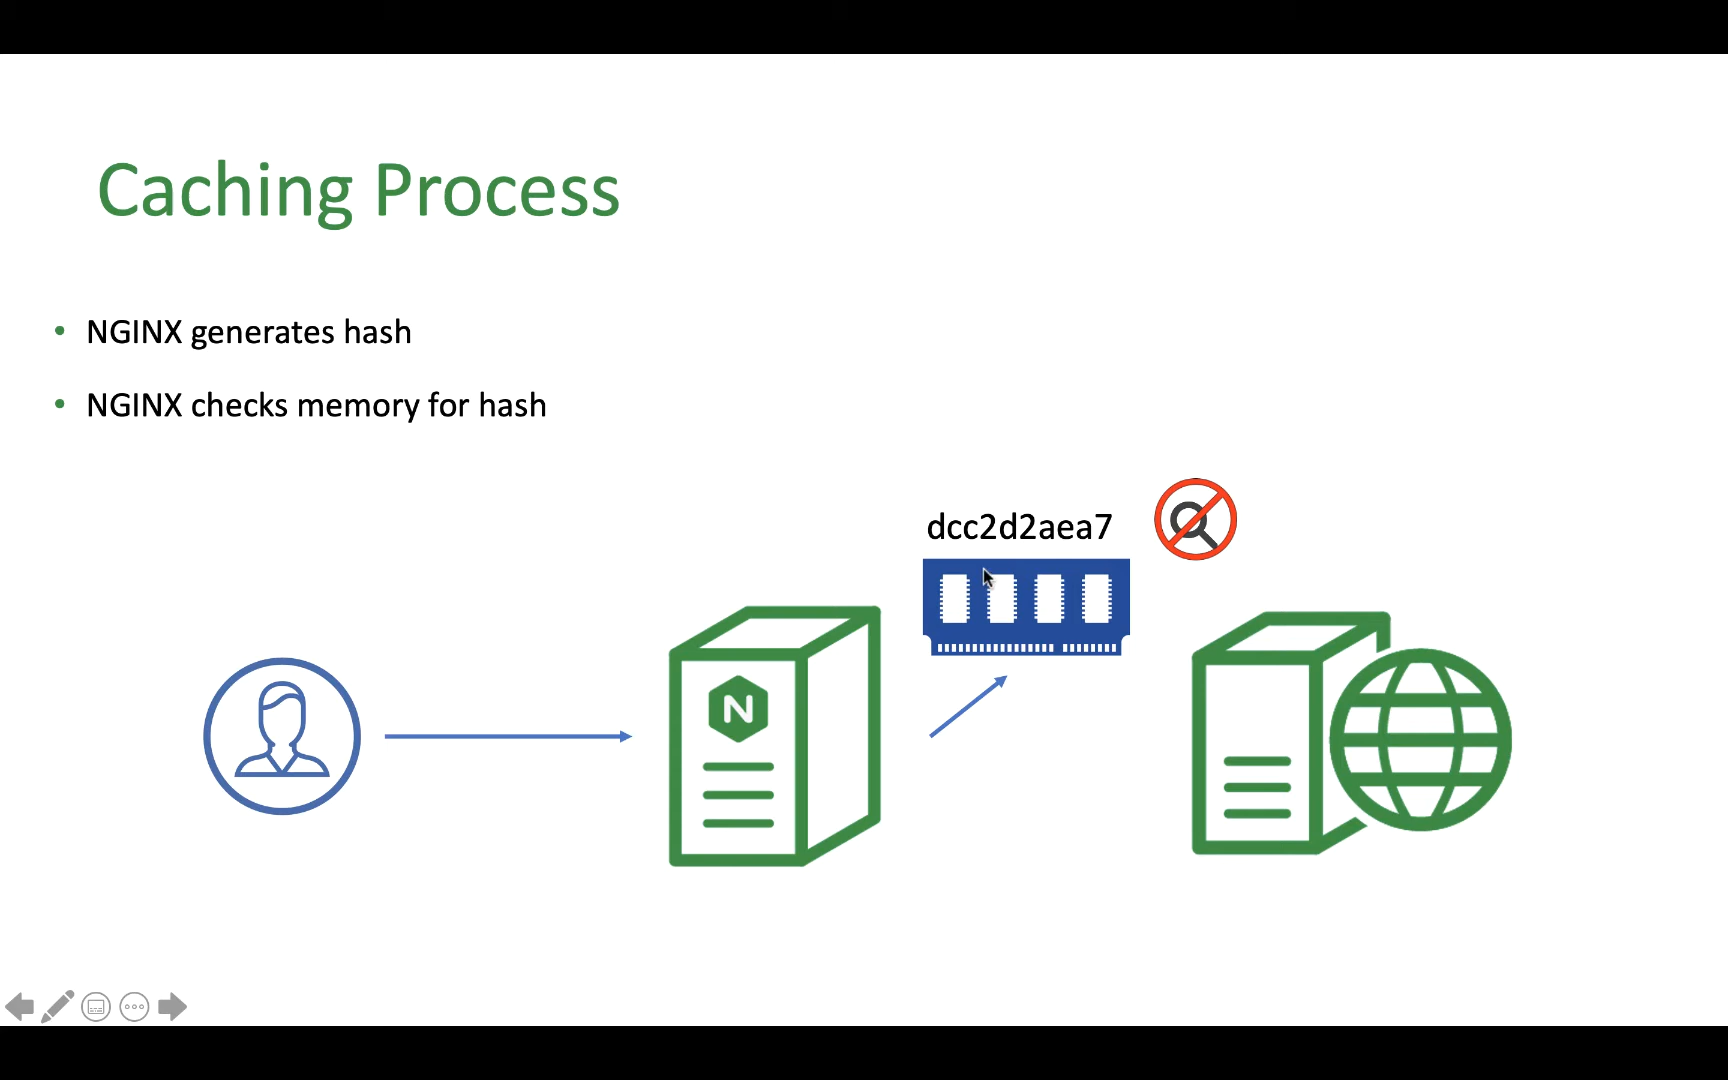 Caching Process
• NGINX generates hash
• NGINX checks memory for hash
dcc2d2aea7
N